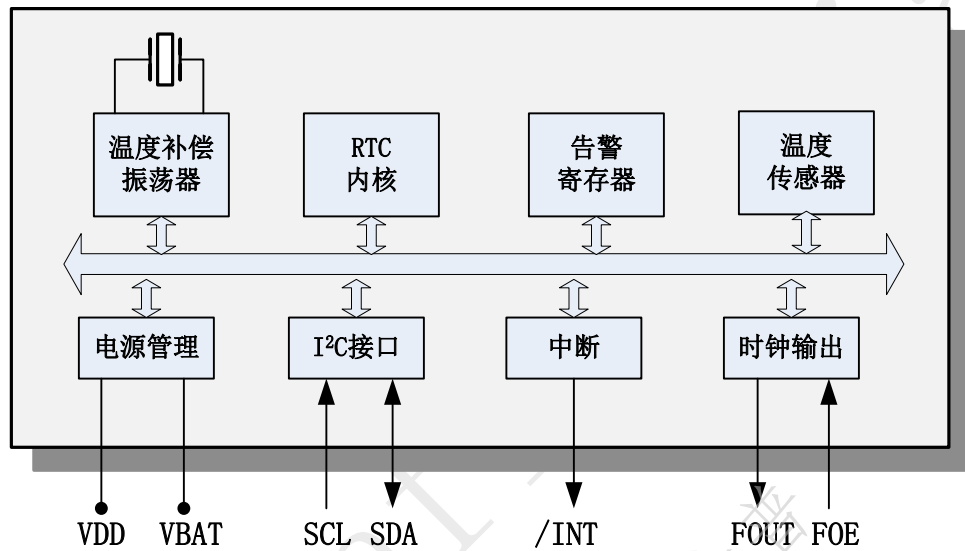 温度补偿
振荡器
RTC
内核
告警
寄存器
温度
传感器
电源管理
I²C接口
中断
时钟输出
VDD VBAT SCL SDA /INT FOUT FOE